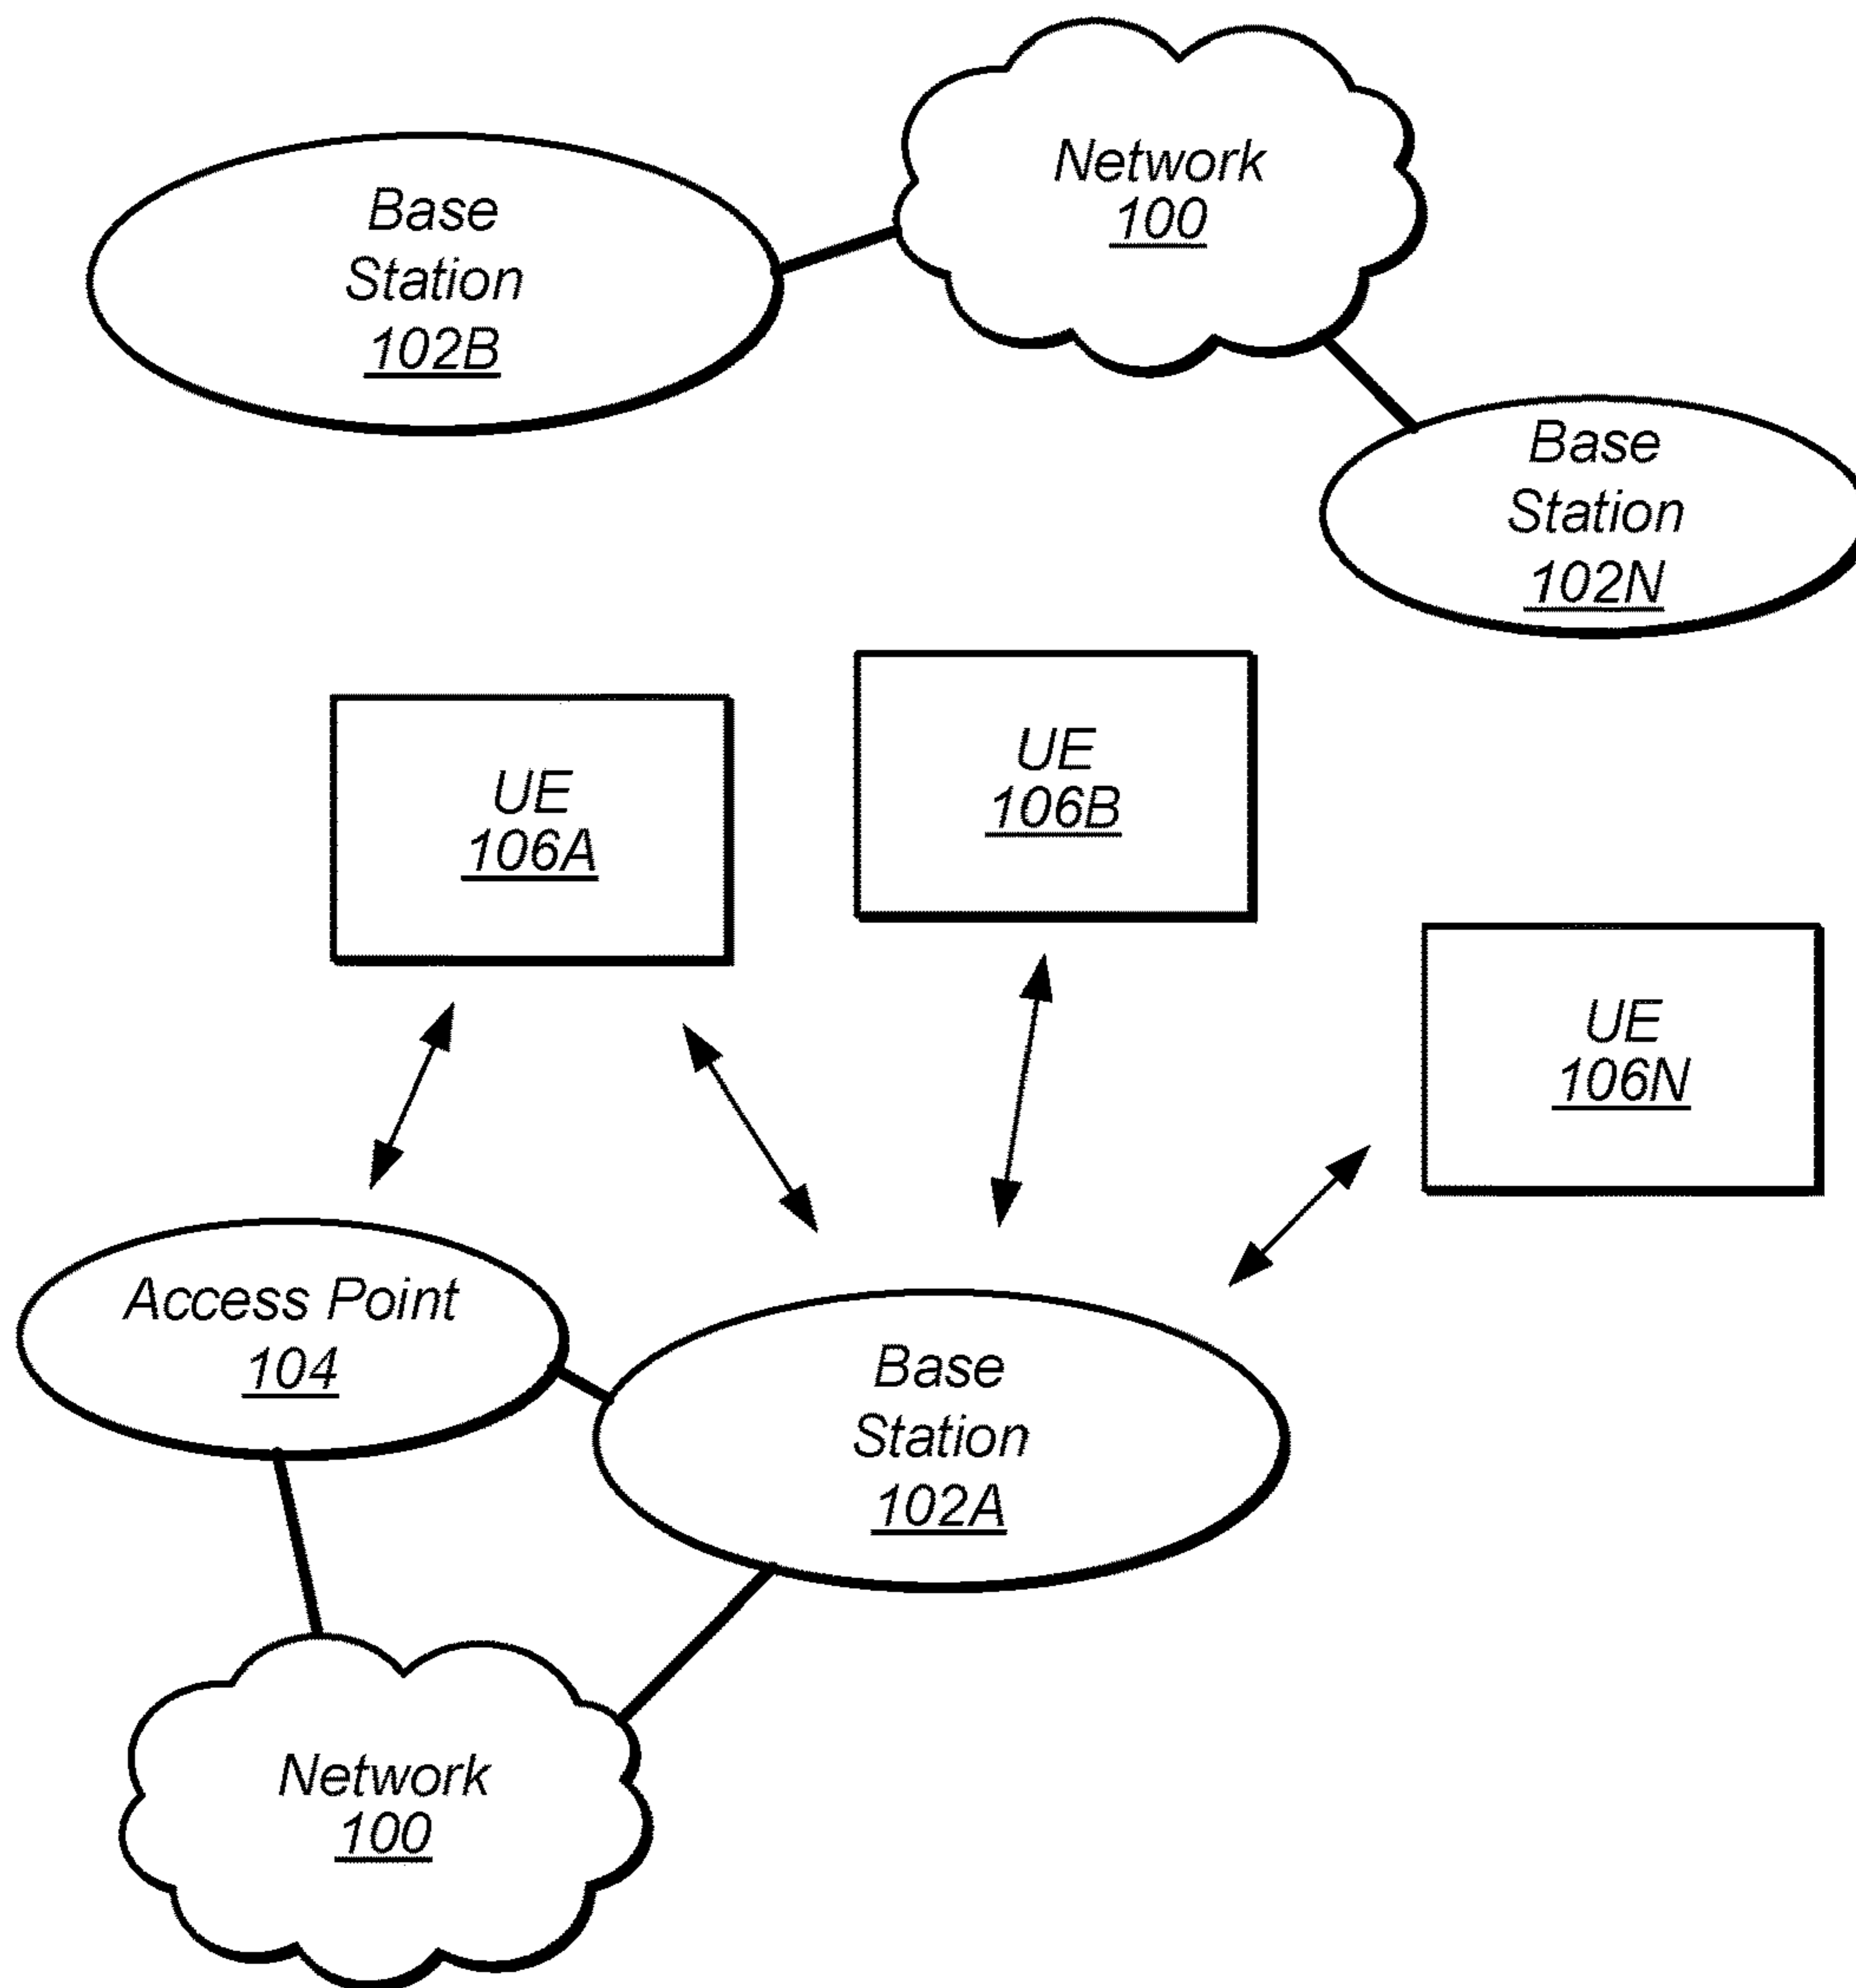 Network
100
Base
Station
102B
Base
Station
102N
UE
106B
UE
106A
UE
106N
Access Point
104
Base
Station
102A
Network
100